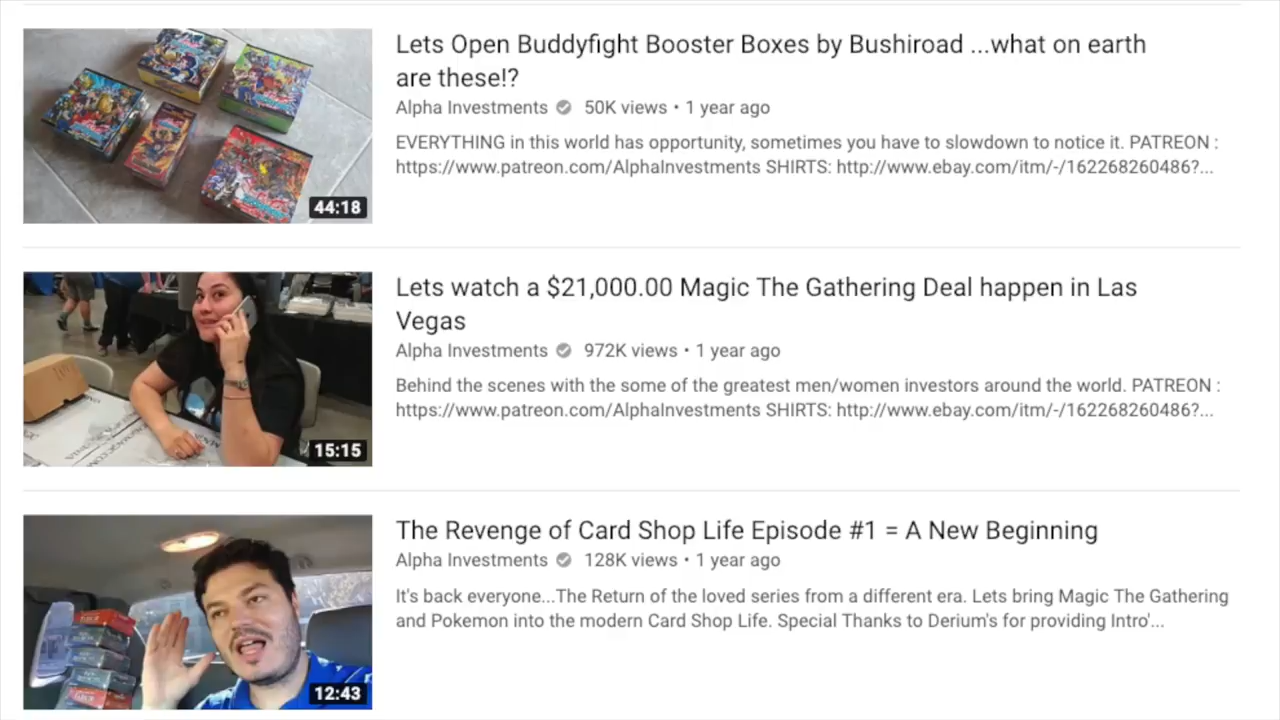 Lets Open Buddyfight Booster Boxes by Bushiroad ...what on earth
are these!?
Alpha Investments 50K views • 1 year ago
EVERYTHING in this world has opportunity, sometimes you have to slowdown to notice it. PATREON :
https://www.patreon.com/AlphaInvestments SHIRTS: http://www.ebay.com/itm/-/162268260486?...
44:18
Lets watch a $21,000.00 Magic The Gathering Deal happen in Las
Vegas
Alpha Investments 972K views • 1 year ago
Behind the scenes with the some of the greatest men/women investors around the world. PATREON :
https://www.patreon.com/AlphaInvestments SHIRTS: http://www.ebay.com/itm/-/162268260486?...
15:15
The Revenge of Card Shop Life Episode #1 = A New Beginning
Alpha Investments 128K views • 1 year ago
It's back everyone...The Return of the loved series from a different era. Lets bring Magic The Gathering
and Pokemon into the modern Card Shop Life. Special Thanks to Derium's for providing Intro'...
12:43